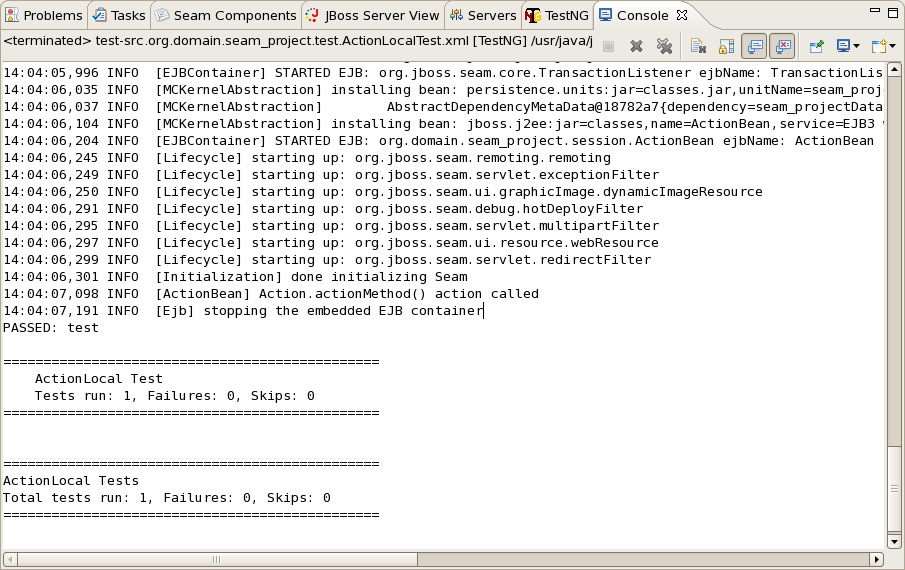 Problems Tasks Seam Components JBoss Server View Servers TestNG Console
<terminated> test-src.org.domain.seam_project.test.ActionLocalTest.xml [TestNG] /usr/java/j
14:04:05,996 INFO  [EJBContainer] STARTED EJB: org.jboss.seam.core.TransactionListener ejbName: TransactionLis
14:04:06,035 INFO  [MCKernelAbstraction] installing bean: persistence.units:jar=classes.jar,unitName=seam_proj
14:04:06,037 INFO  [MCKernelAbstraction]        AbstractDependencyMetaData@18782a7{dependency=seam_projectData
14:04:06,104 INFO  [MCKernelAbstraction] installing bean: jboss.j2ee:jar=classes,name=ActionBean,service=EJB3
14:04:06,204 INFO  [EJBContainer] STARTED EJB: org.domain.seam_project.session.ActionBean ejbName: ActionBean
14:04:06,245 INFO  [Lifecycle] starting up: org.jboss.seam.remoting.remoting
14:04:06,249 INFO  [Lifecycle] starting up: org.jboss.seam.servlet.exceptionFilter
14:04:06,250 INFO  [Lifecycle] starting up: org.jboss.seam.ui.graphicImage.dynamicImageResource
14:04:06,291 INFO  [Lifecycle] starting up: org.jboss.seam.debug.hotDeployFilter
14:04:06,295 INFO  [Lifecycle] starting up: org.jboss.seam.servlet.multipartFilter
14:04:06,297 INFO  [Lifecycle] starting up: org.jboss.seam.ui.resource.webResource
14:04:06,299 INFO  [Lifecycle] starting up: org.jboss.seam.servlet.redirectFilter
14:04:06,301 INFO  [Initialization] done initializing Seam
14:04:07,098 INFO  [ActionBean] Action.actionMethod() action called
14:04:07,191 INFO  [Ejb] stopping the embedded EJB container
PASSED: test
===============================================
    ActionLocal Test
    Tests run: 1, Failures: 0, Skips: 0
===============================================
===============================================
ActionLocal Tests
Total tests run: 1, Failures: 0, Skips: 0
===============================================